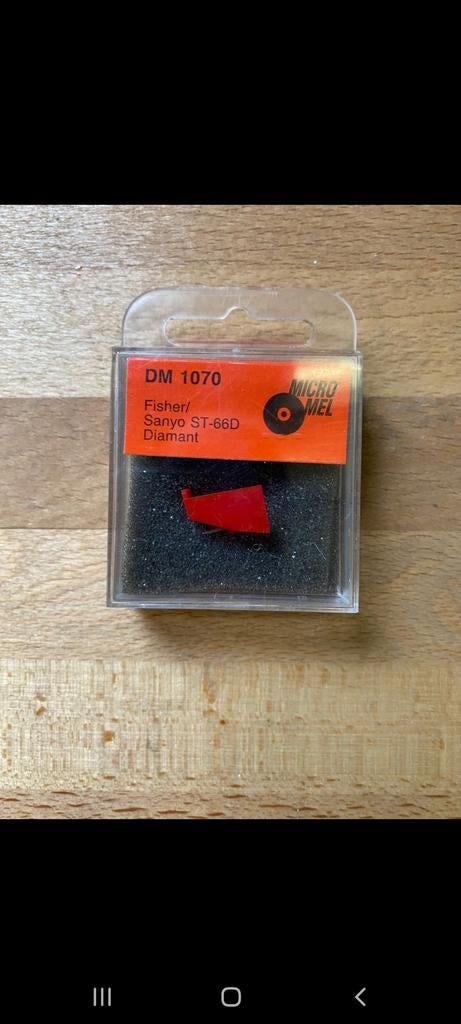 DM 1070
MICRO
MEL
Fisher/
Sanyo ST-66D
Diamant